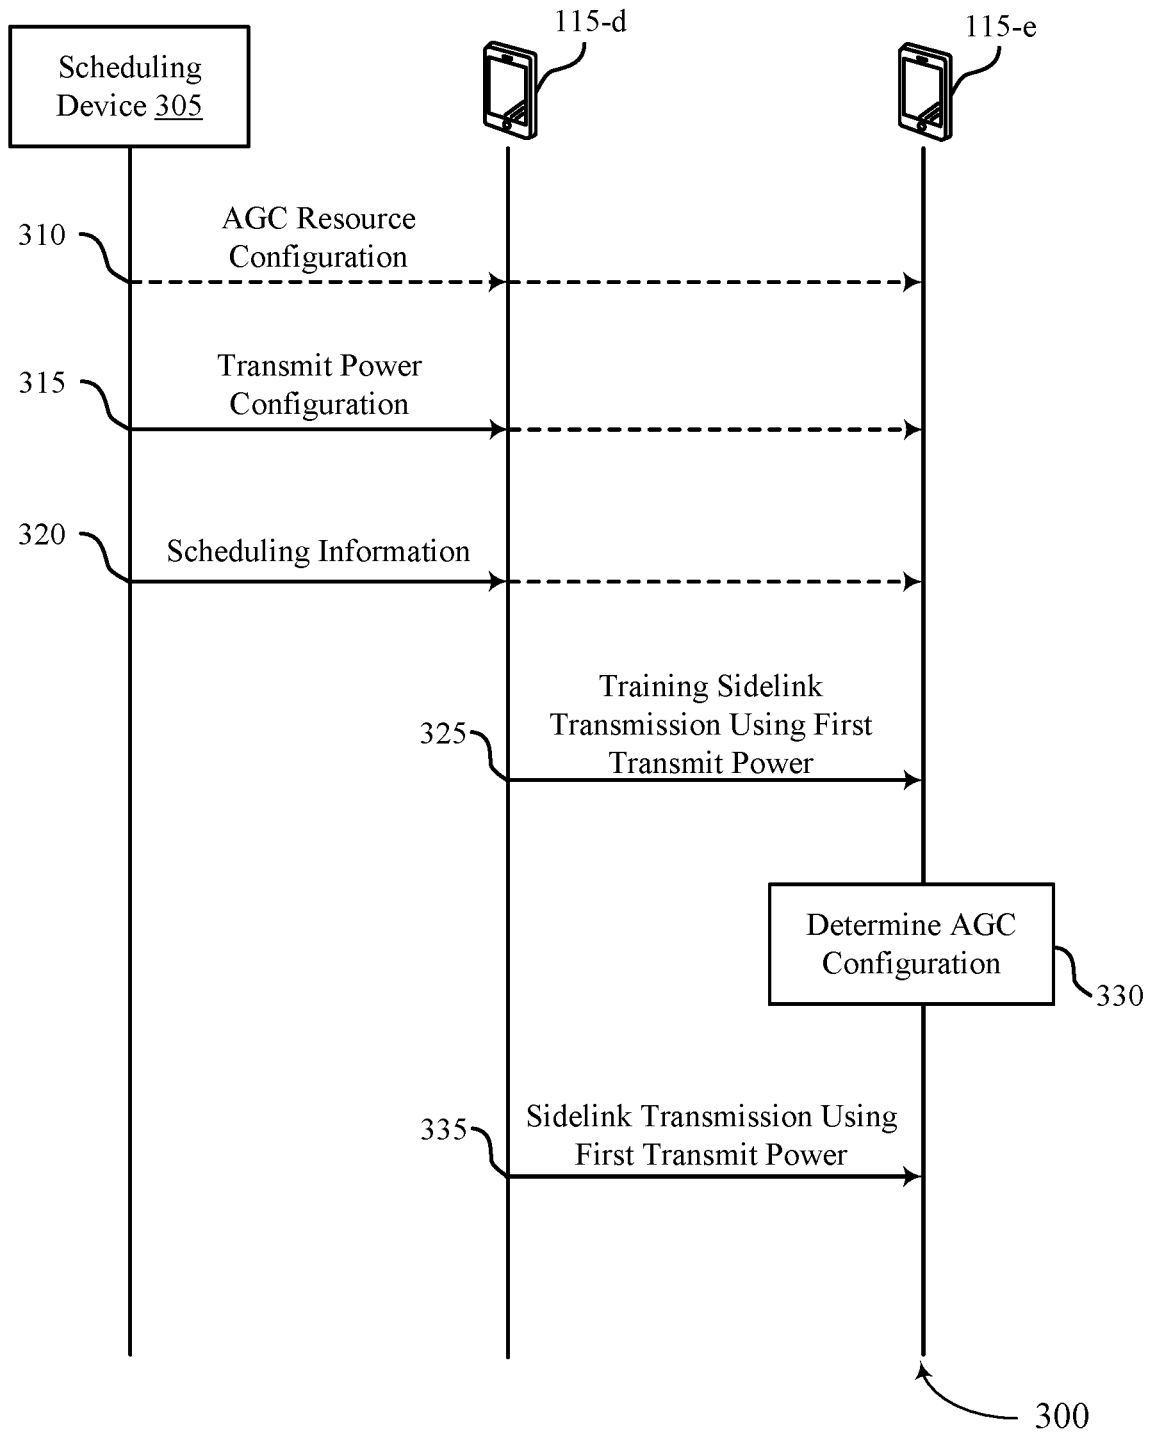 115-d
115-e
Scheduling
Device 305
AGC Resource
Configuration
310
Transmit Power
Configuration
315
320
Scheduling Information
Training Sidelink
Transmission Using First
Transmit Power
325
Determine AGC
Configuration
330
Sidelink Transmission Using
First Transmit Power
335
300